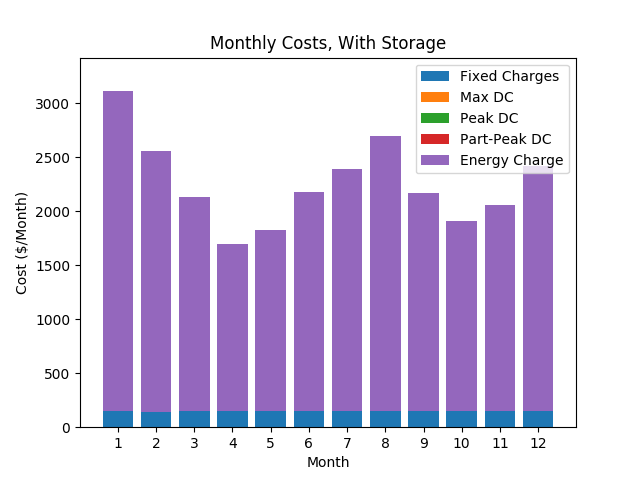 Monthly Costs, With Storage
Fixed Charges
Max DC
Peak DC
Part-Peak DC
Energy Charge
Cost ($/Month)
3000
2500
2000
1500
1000
500
0
1 2 3 4 5 6 7 8 9 10 11 12
Month